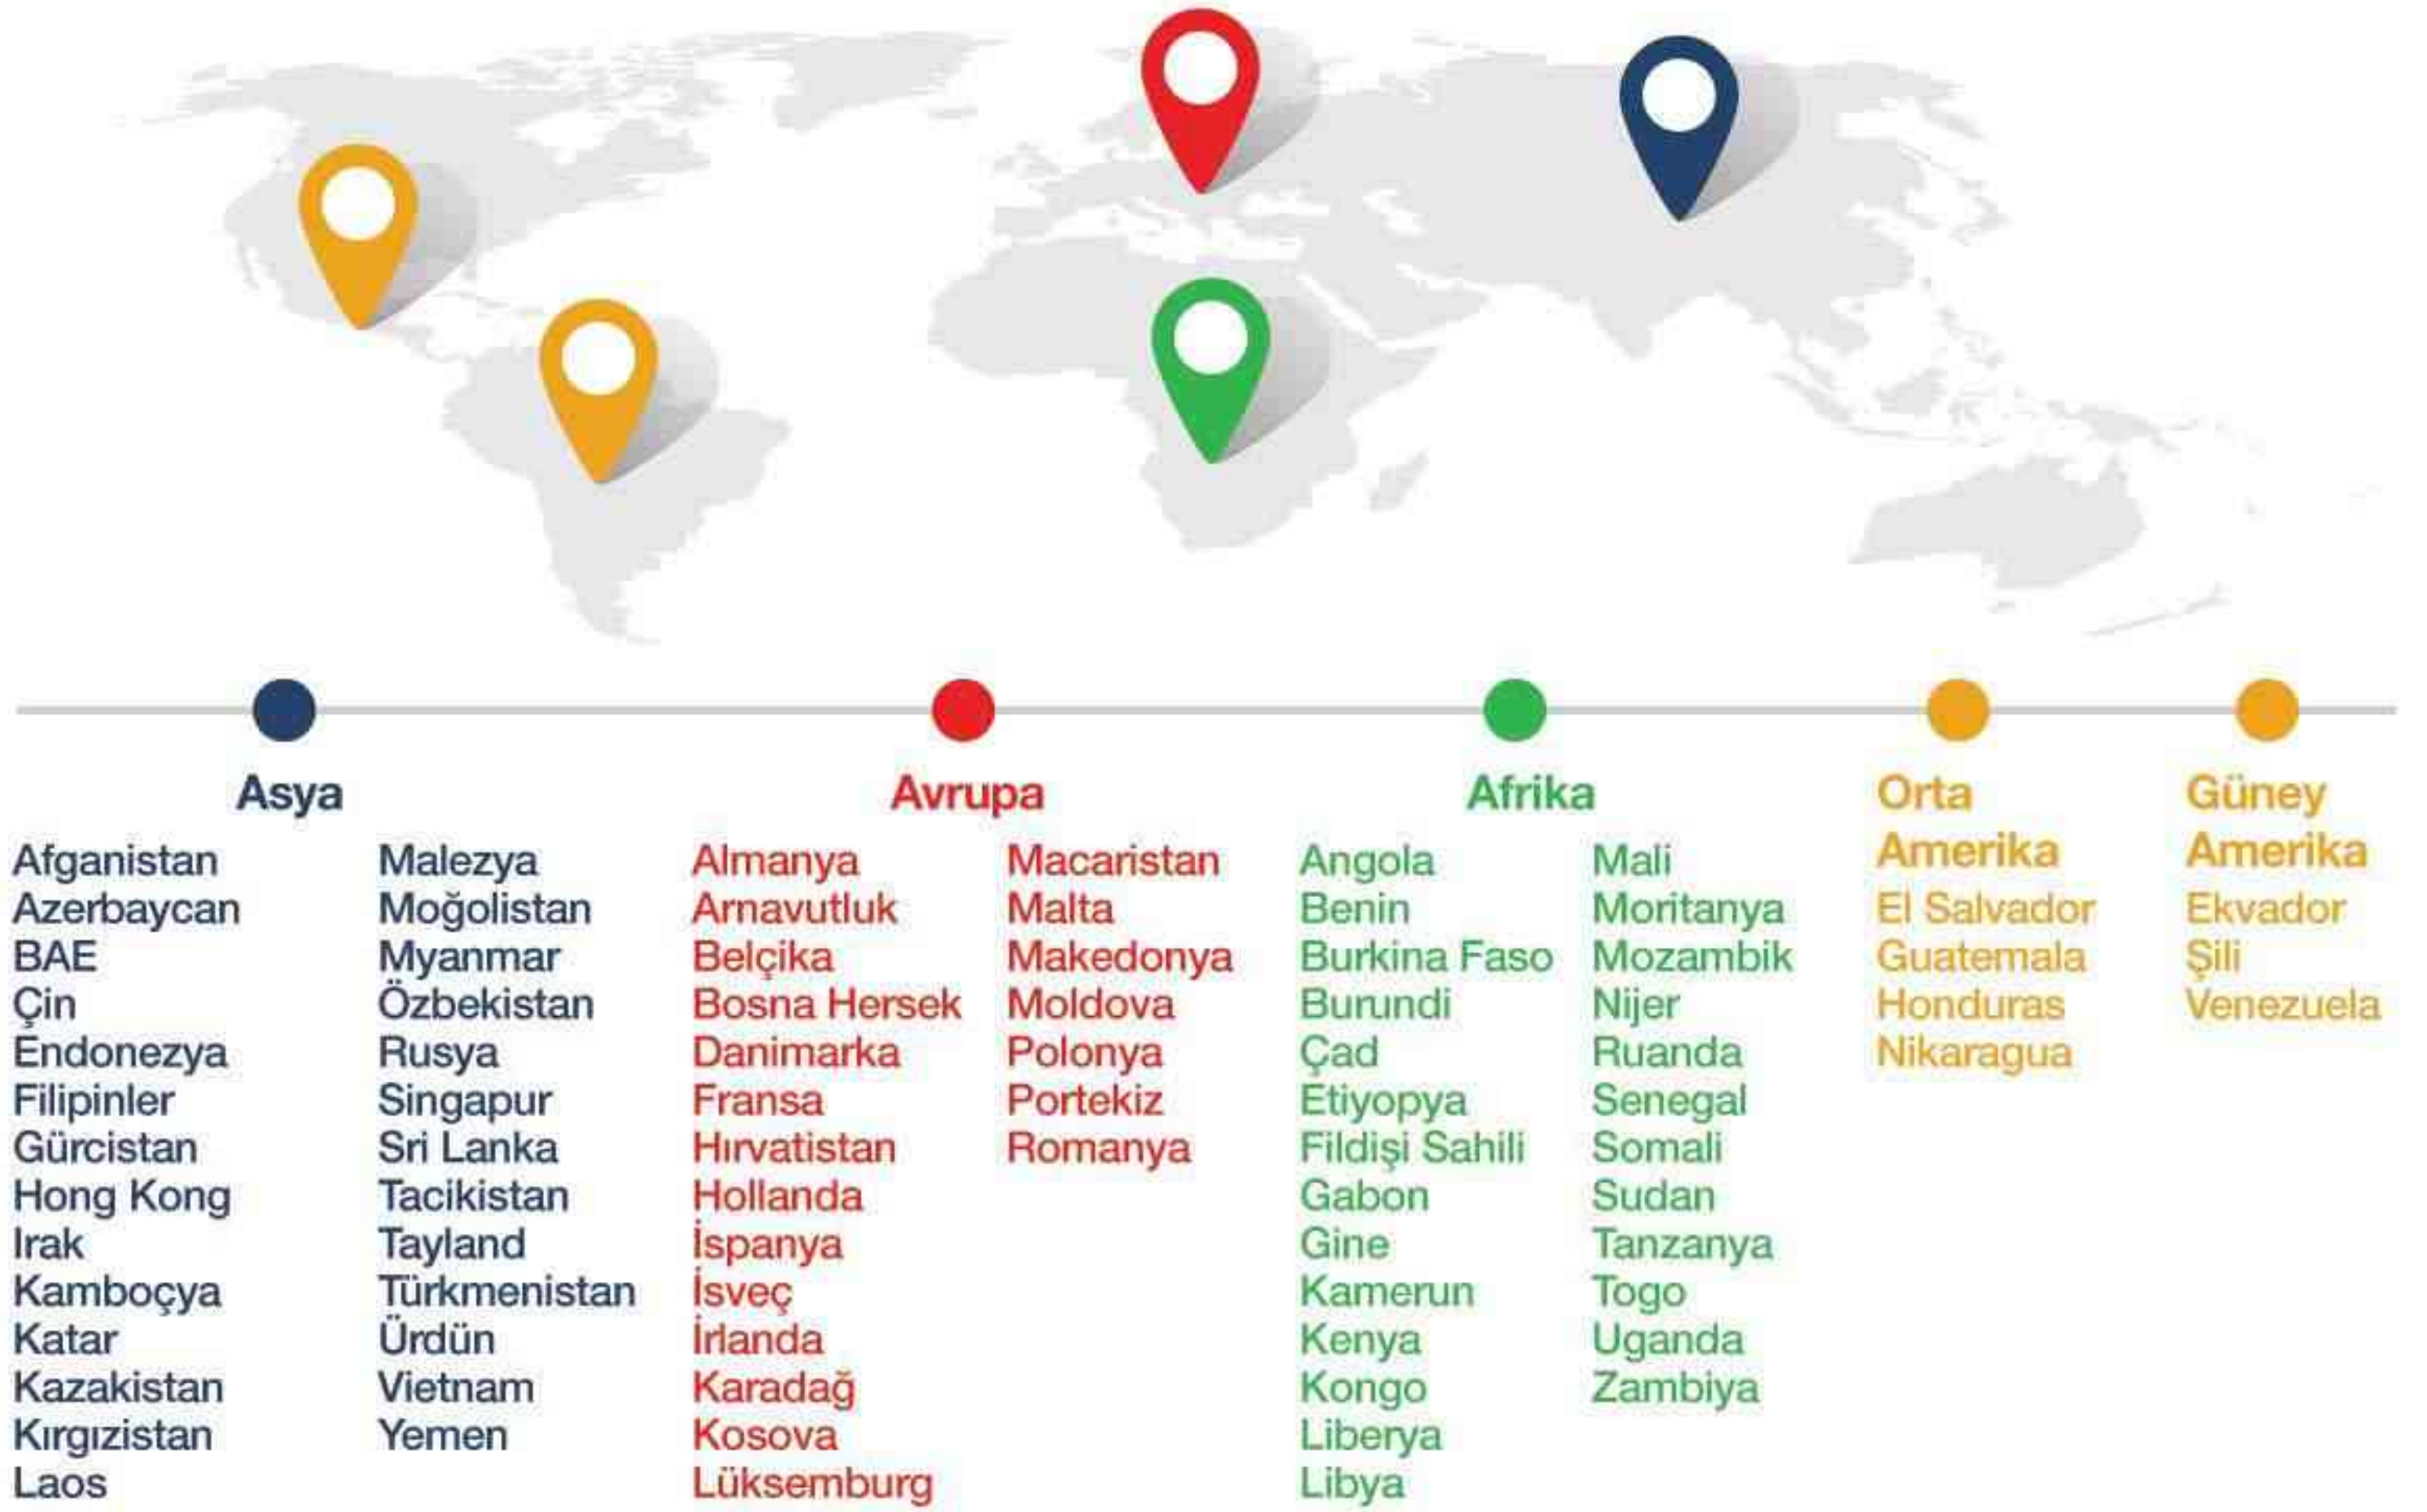 Asya
Afganistan
Azerbaycan
BAE
Çin
Endonezya
Filipinler
Gürcistan
Hong Kong
Irak
Kamboçya
Katar
Kazakistan
Kırgızistan
Laos
Malezya
Moğolistan
Myanmar
Özbekistan
Rusya
Singapur
Sri Lanka
Tacikistan
Tayland
Türkmenistan
Ürdün
Vietnam
Yemen
Avrupa
Almanya
Arnavutluk
Belçika
Bosna Hersek
Danimarka
Fransa
Hırvatistan
Hollanda
İspanya
İsveç
İrlanda
Karadağ
Kosova
Lüksemburg
Macaristan
Malta
Makedonya
Moldova
Polonya
Portekiz
Romanya
Afrika
Angola
Benin
Burkina Faso
Burundi
Çad
Etiyopya
Fildişi Sahili
Gabon
Gine
Kamerun
Kenya
Kongo
Liberya
Libya
Mali
Moritanya
Mozambik
Nijer
Ruanda
Senegal
Somali
Sudan
Tanzanya
Togo
Uganda
Zambiya
Orta
Amerika
El Salvador
Guatemala
Honduras
Nikaragua
Güney
Amerika
Ekvador
Şili
Venezuela